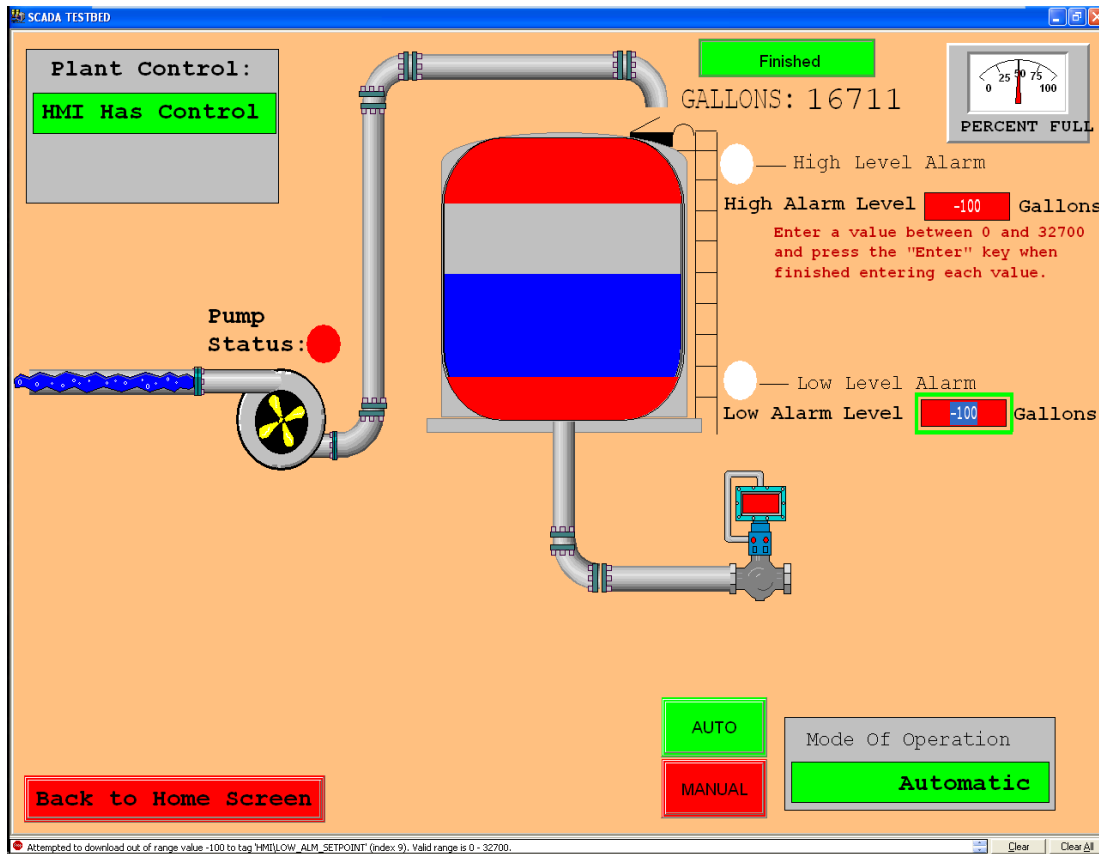 SCADA TESTBED
Plant Control:
HMI Has Control
Finished
GALLONS: 16711
0 25 50 75 100
PERCENT FULL
High Level Alarm
High Alarm Level -100 Gallons
Enter a value between 0 and 32700
and press the "Enter" key when
finished entering each value.
Pump
Status:
Low Level Alarm
Low Alarm Level -100 Gallons
AUTO
MANUAL
Mode Of Operation
Automatic
Back to Home Screen
Attempted to download out of range value -100 to tag 'HMI\LOW_ALM_SETPOINT' (index 9). Valid range is 0 - 32700.
Clear
Clear All